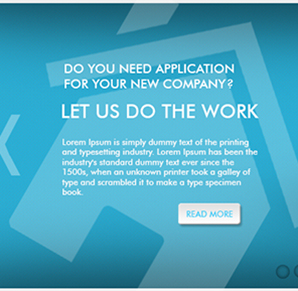 DO YOU NEED APPLICATION
FOR YOUR NEW COMPANY?
LET US DO THE WORK
Lorem Ipsum is simply dummy text of the printing
and typesetting industry. Lorem Ipsum has been the
industry's standard dummy text ever since the
1500s, when an unknown printer took a galley of
type and scrambled it to make a type specimen
book.
READ MORE